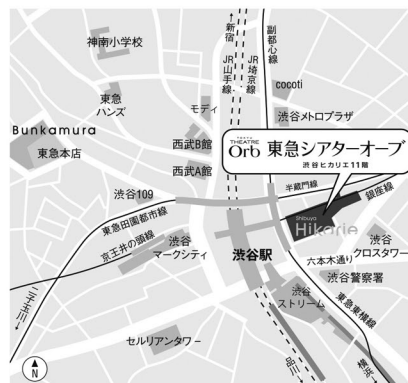 ↑新宿
JR山手線
JR埼京線
副都心線
神南小学校
cocoti
東急
ハンズ
モディ
渋谷メトロプラザ
Bunkamura
東急本店
西武B館
西武A館
THEATRE
Orb 東急シアターオーブ
渋谷ヒカリエ11階
渋谷109
半蔵門線
銀座線
東急田園都市線
京王井の頭線
Shibuya
Hikarie
渋谷
マークシティ
渋谷駅
渋谷
クロスタワー
六本木通り
渋谷警察署
二子玉川
渋谷
ストリーム
東急東横線
セルリアンタワー
品川
横浜
N